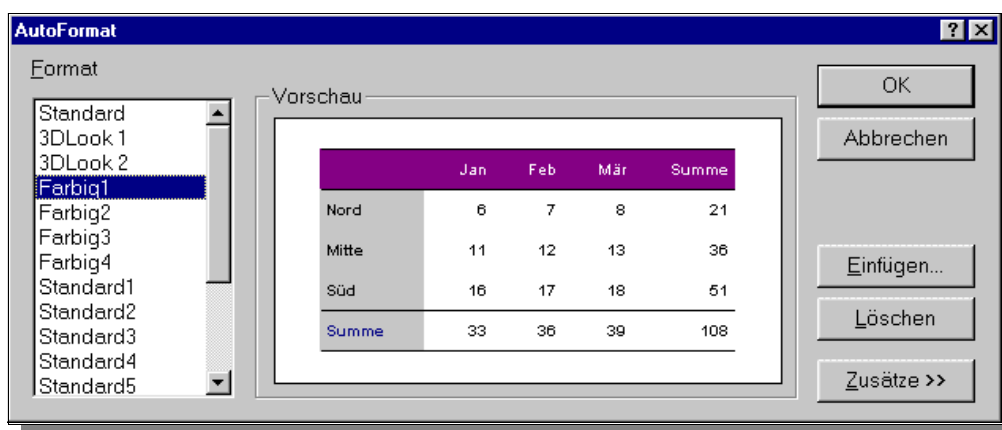 AutoFormat
Format
Standard
3DLook 1
3DLook 2
Farbig1
Farbig2
Farbig3
Farbig4
Standard1
Standard2
Standard3
Standard4
Standard5
Vorschau
Jan Feb Mär Summe
Nord 6 7 8 21
Mitte 11 12 13 36
Süd 16 17 18 51
Summe 33 36 39 108
OK
Abbrechen
Einfügen...
Löschen
Zusätze >>